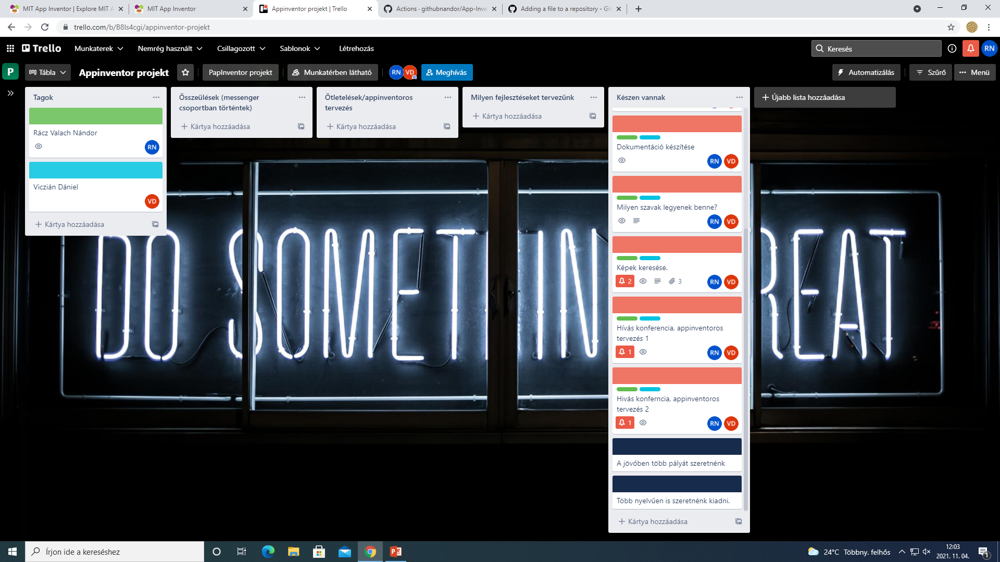 MIT App Inventor | Explore MIT A
MIT App Inventor
Appinventor projekt | Trello
Actions · githubnandor/App-Inve
Adding a file to a repository - Git
trello.com/b/B8Is4cgi/appinventor-projekt
Trello
Munkaterek
Nemrég használt
Csillagozott
Sablonok
Létrehozás
Keresés
RN
P
Tábla
Appinventor projekt
PapInventor projekt
Munkatérben látható
RN
VD
Meghívás
Automatizálás
Szűrő
Menü
Tagok
Rácz Valach Nándor
RN
Viczián Dániel
VD
Kártya hozzáadása
Összeülések (messenger
csoportban történtek)
Kártya hozzáadása
Ötletelések/appinventoros
tervezés
Kártya hozzáadása
Milyen fejlesztéseket tervezünk
Kártya hozzáadása
Készen vannak
Dokumentáció készítése
RN VD
Milyen szavak legyenek benne?
RN VD
Képek keresése.
2 3 RN VD
Hívás konferencia, appinventoros
tervezés 1
1 RN VD
Hivás konferncia, appinventoros
tervezés 2
1 RN VD
A jövőben több pályát szeretnénk
Több nyelvűen is szeretnénk kiadni.
Kártya hozzáadása
Újabb lista hozzáadása
DO SOMET IN REAT
Írjon ide a kereséshez
24°C Többny. felhős
12:03
2021. 11. 04.
1